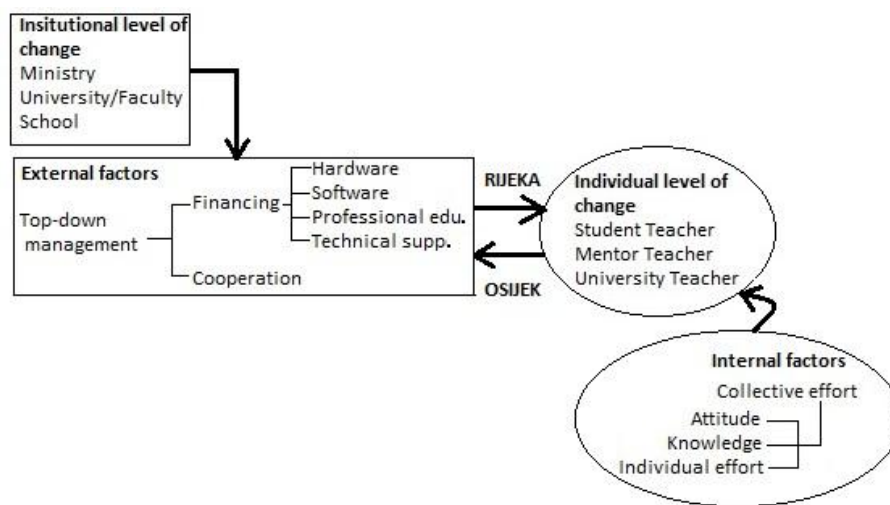 Insitutional level of
change
Ministry
University/Faculty
School
External factors
Top-down
management
Financing
Hardware
Software
Professional edu.
Technical supp.
Cooperation
RIJEKA
OSIJEK
Individual level of
change
Student Teacher
Mentor Teacher
University Teacher
Internal factors
Collective effort
Attitude
Knowledge
Individual effort